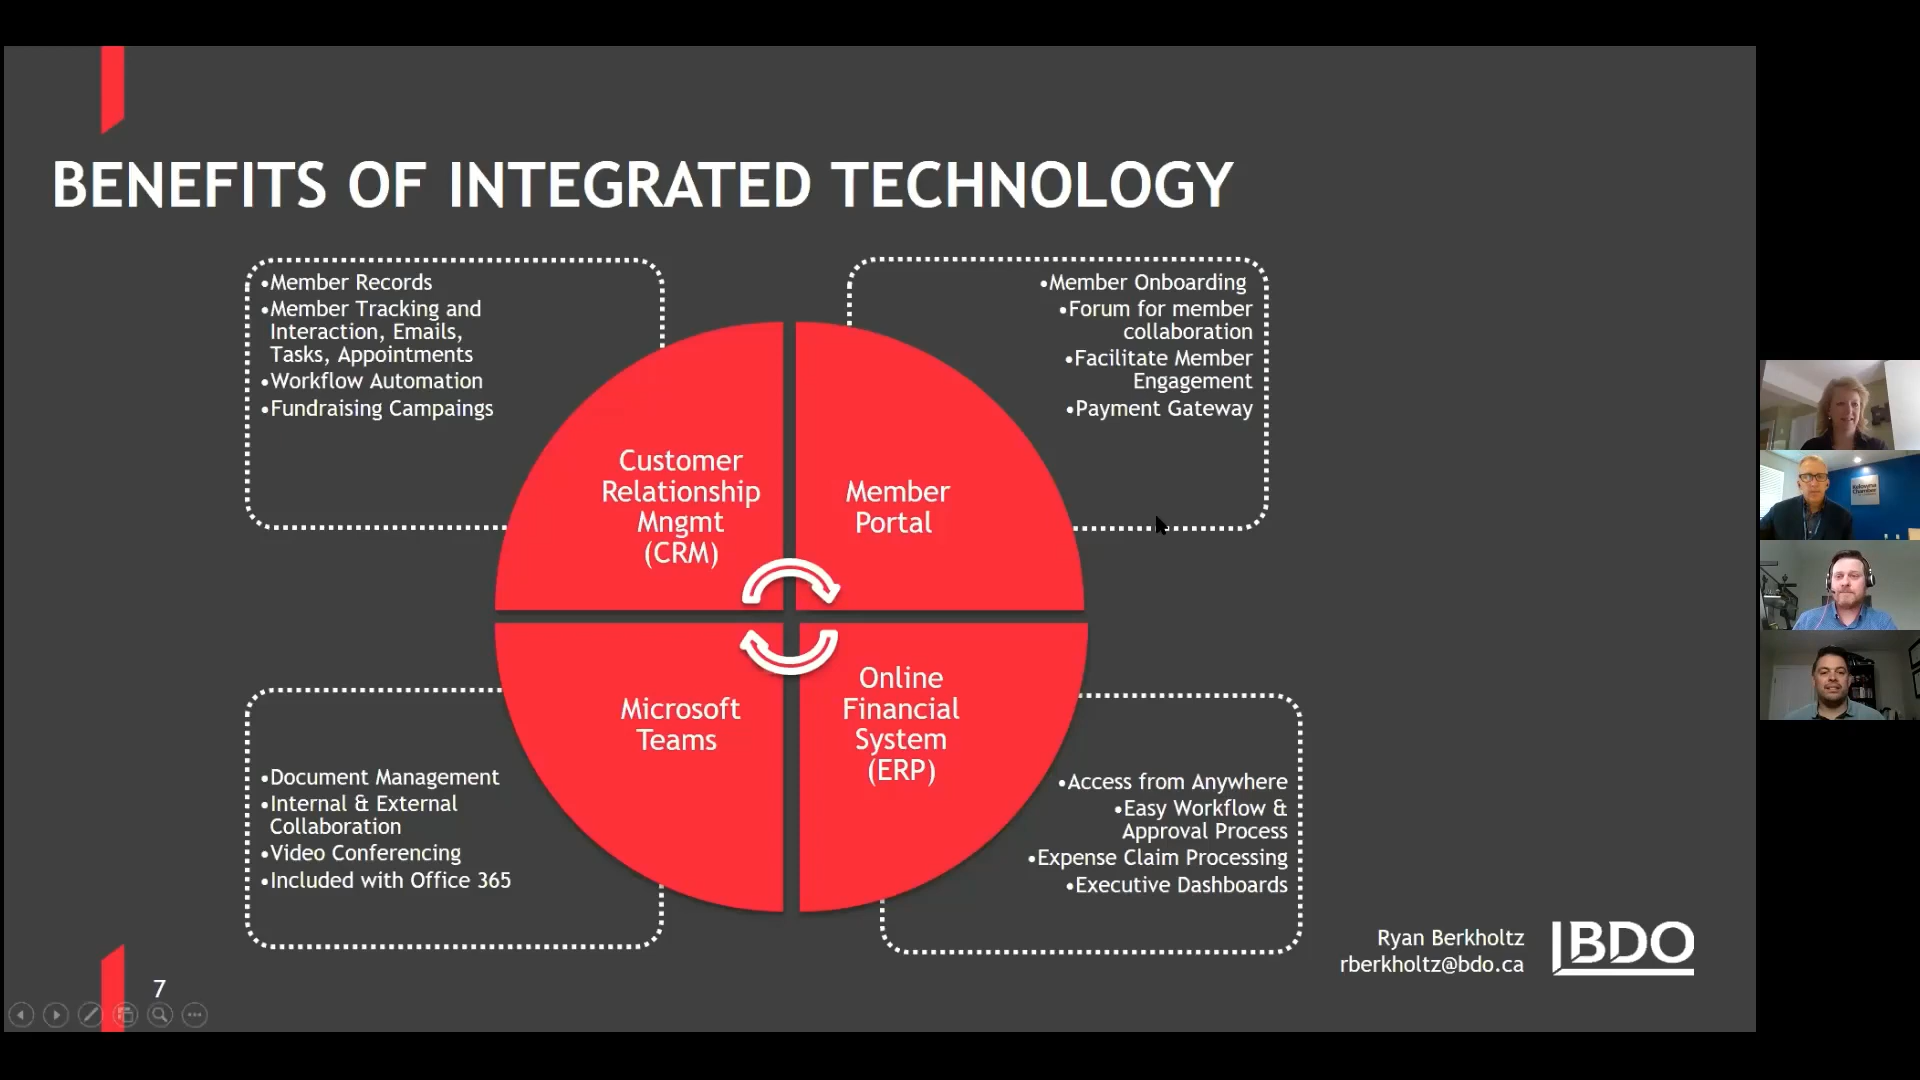 BENEFITS OF INTEGRATED TECHNOLOGY
•Member Records
•Member Tracking and
Interaction, Emails,
Tasks, Appointments
•Workflow Automation
•Fundraising Campaings
•Member Onboarding
•Forum for member
collaboration
•Facilitate Member
Engagement
•Payment Gateway
Customer
Relationship
Mngmt
(CRM)
Member
Portal
Microsoft
Teams
Online
Financial
System
(ERP)
•Document Management
•Internal & External
Collaboration
•Video Conferencing
•Included with Office 365
•Access from Anywhere
•Easy Workflow &
Approval Process
•Expense Claim Processing
•Executive Dashboards
Ryan Berkholtz
rberkholtz@bdo.ca
BDO
7
Kelowna
Chamber